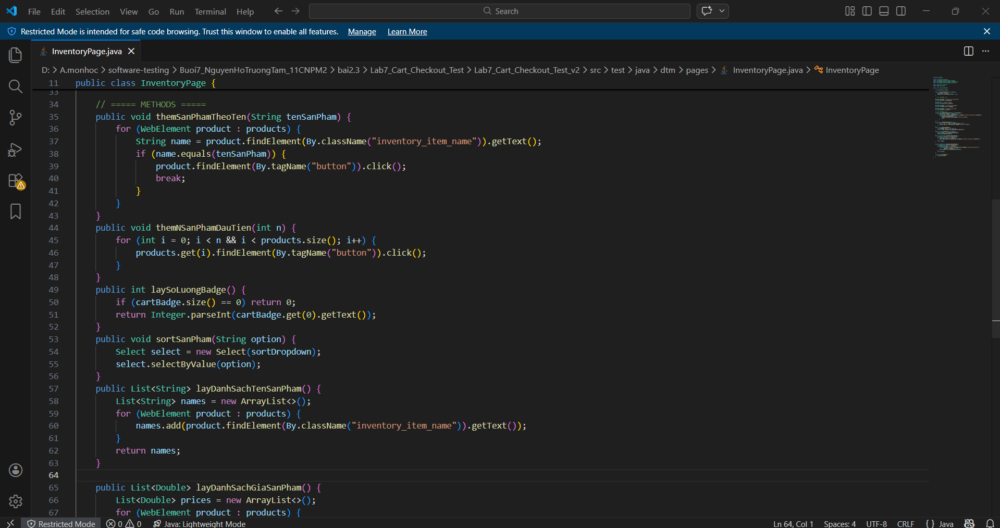 File Edit Selection View Go Run Terminal Help Search
Restricted Mode is intended for safe code browsing. Trust this window to enable all features. Manage Learn More
InventoryPage.java
D: > A.monhoc > software-testing > Buoi7_NguyenHoTruongTam_11CNPM2 > bai2.3 > Lab7_Cart_Checkout_Test > Lab7_Cart_Checkout_Test_v2 > src > test > java > dtm > pages > InventoryPage.java > InventoryPage
11 public class InventoryPage {
33
34 // ===== METHODS =====
35 public void themSanPhamTheoTen(String tenSanPham) {
36 for (WebElement product : products) {
37 String name = product.findElement(By.className("inventory_item_name")).getText();
38 if (name.equals(tenSanPham)) {
39 product.findElement(By.tagName("button")).click();
40 break;
41 }
42 }
43 }
44 public void themNSanPhamDauTien(int n) {
45 for (int i = 0; i < n && i < products.size(); i++) {
46 products.get(i).findElement(By.tagName("button")).click();
47 }
48 }
49 public int laySoLuongBadge() {
50 if (cartBadge.size() == 0) return 0;
51 return Integer.parseInt(cartBadge.get(0).getText());
52 }
53 public void sortSanPham(String option) {
54 Select select = new Select(sortDropdown);
55 select.selectByValue(option);
56 }
57 public List<String> layDanhSachTenSanPham() {
58 List<String> names = new ArrayList<>();
59 for (WebElement product : products) {
60 names.add(product.findElement(By.className("inventory_item_name")).getText());
61 }
62 return names;
63 }
64
65 public List<Double> layDanhSachGiaSanPham() {
66 List<Double> prices = new ArrayList<>();
67 for (WebElement product : products) {
Restricted Mode 0 0 Java: Lightweight Mode Ln 64, Col 1 Spaces: 4 UTF-8 CRLF {} Java